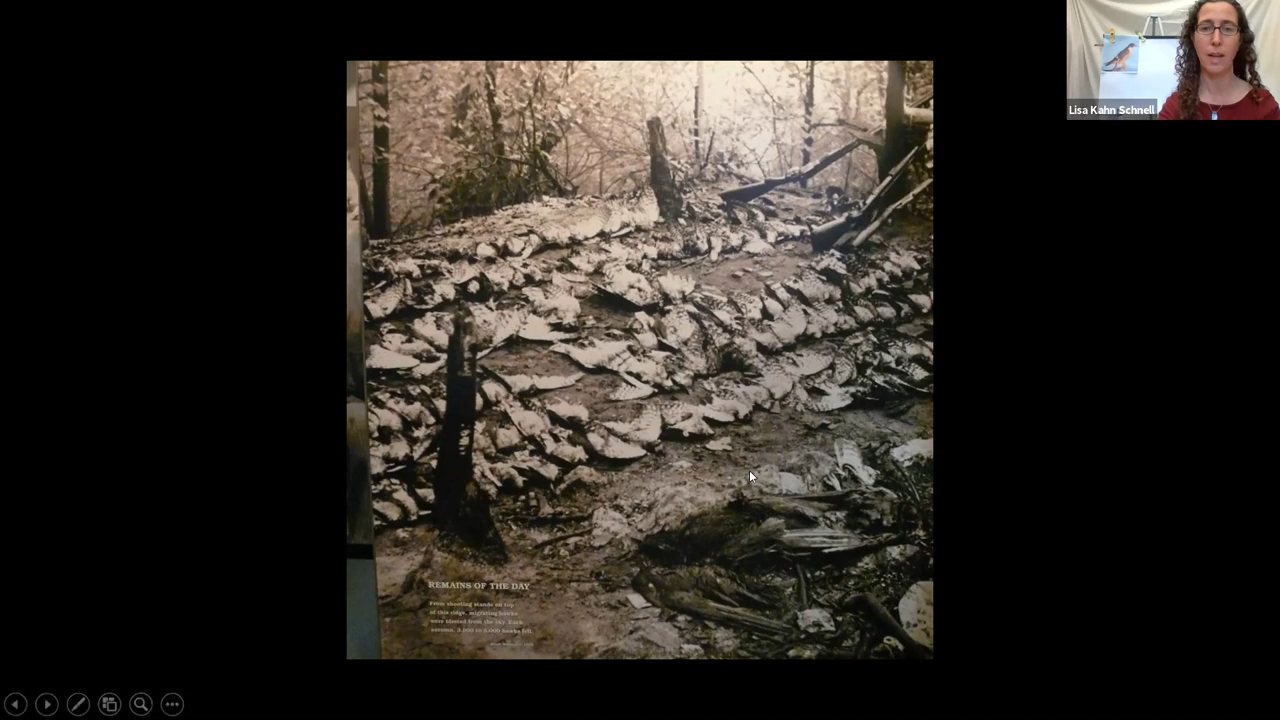 Lisa Kahn Schnell
REMAINS OF THE DAY
From shooting stands on top
of this ridge, migrating hawks
were blasted from the sky. Each
autumn, 3,000 to 5,000 hawks fell.